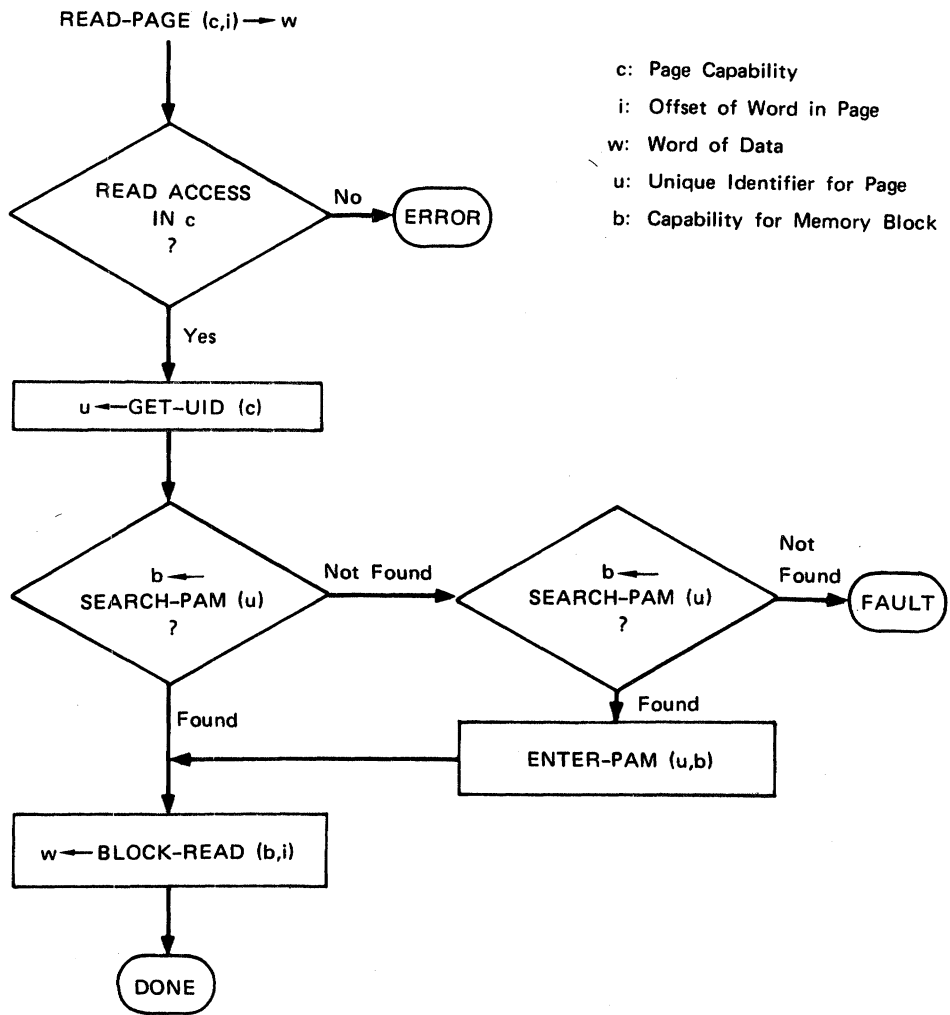 READ-PAGE (c,i) → w
c: Page Capability
i: Offset of Word in Page
w: Word of Data
u: Unique Identifier for Page
b: Capability for Memory Block
READ ACCESS
IN c
?
No
ERROR
Yes
u ← GET-UID (c)
b ←
SEARCH-PAM (u)
?
Not Found
b ←
SEARCH-PAM (u)
?
Not
Found
FAULT
Found
Found
ENTER-PAM (u,b)
w ← BLOCK-READ (b,i)
DONE